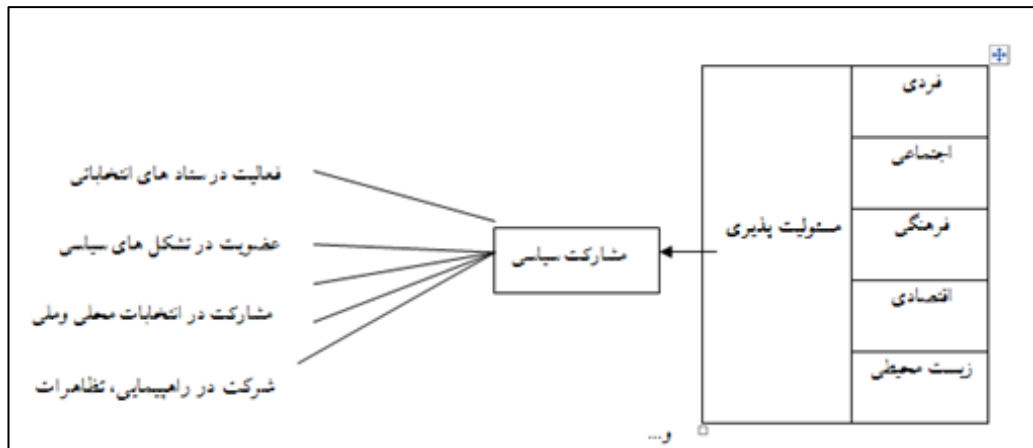 فردی
اجتماعی
فرهنگی
اقتصادی
زیست محیطی
مسئولیت پذیری
مشارکت سیاسی
فعالیت در ستاد های انتخاباتی
عضویت در تشکل های سیاسی
مشارکت در انتخابات محلی وملی
شرکت در راهپیمایی، تظاهرات
و...